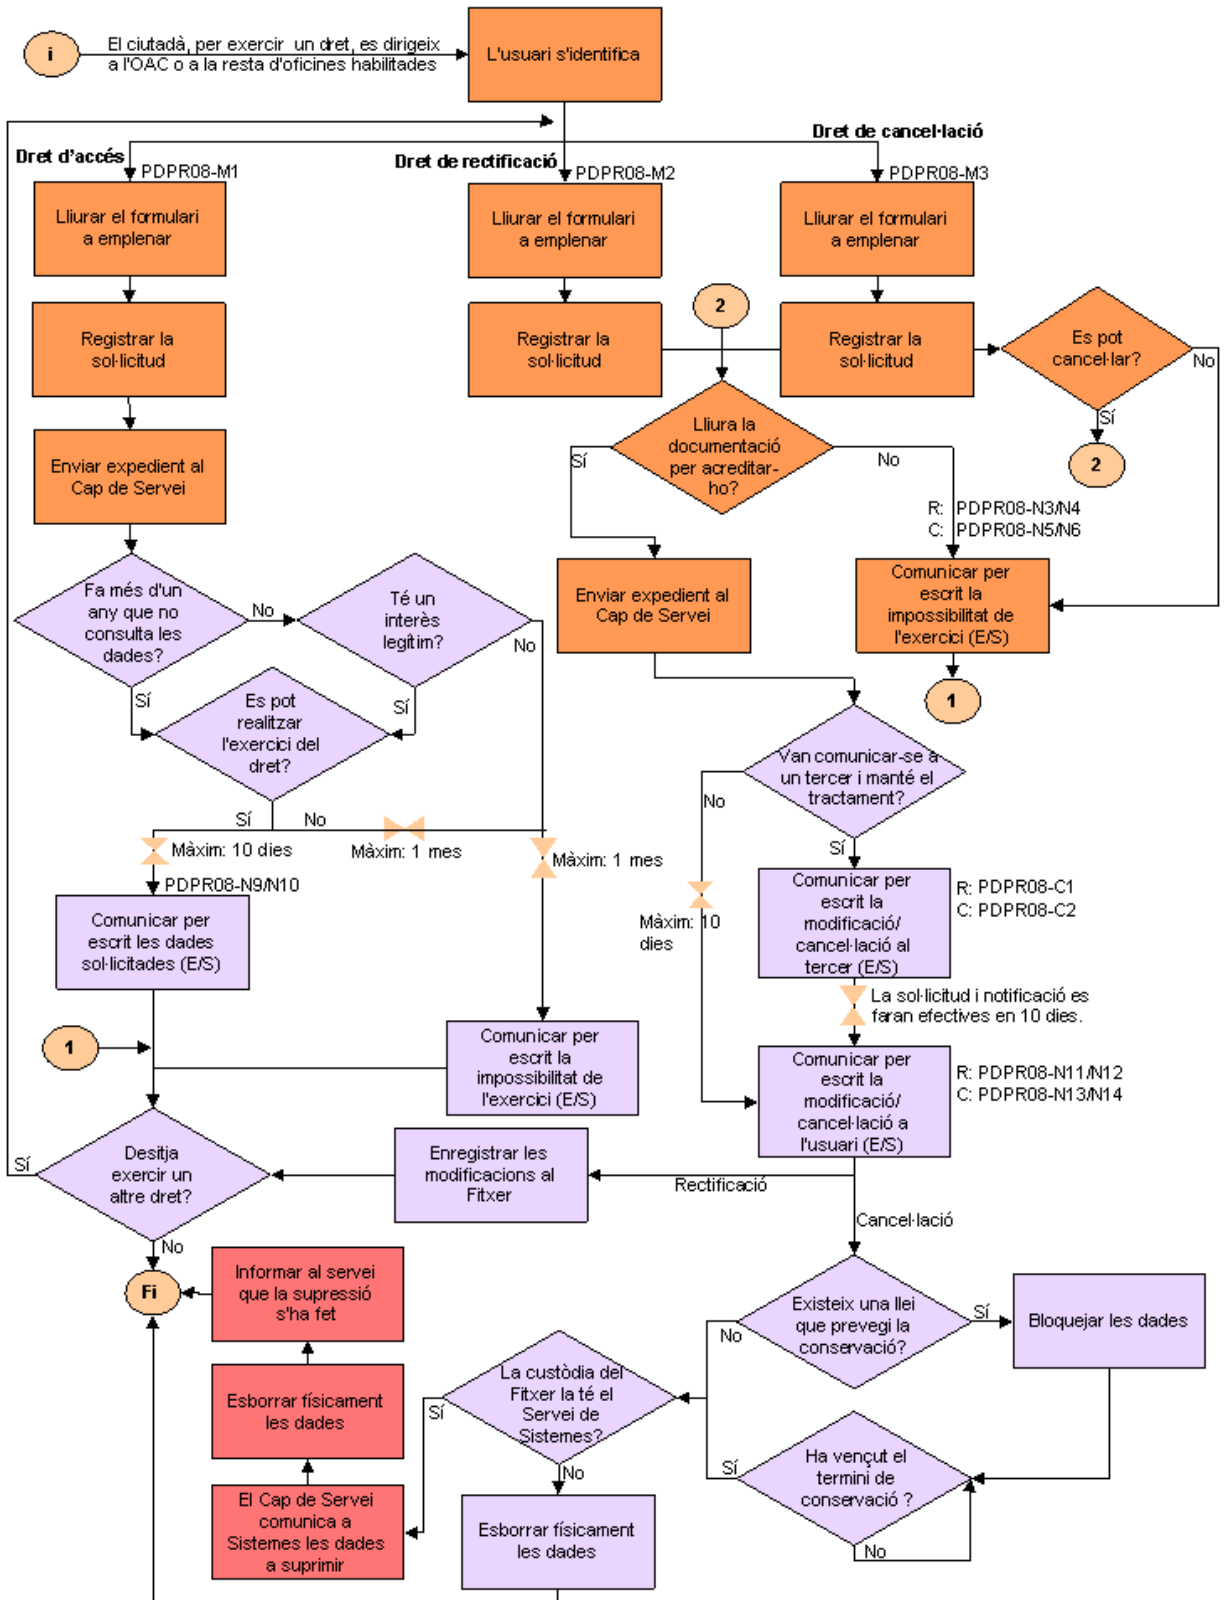 i
El ciutadà, per exercir un dret, es dirigeix
a l'OAC o a la resta d'oficines habilitades
L'usuari s'identifica
Dret d'accés
Dret de rectificació
Dret de cancel·lació
PDPR08-M1
PDPR08-M2
PDPR08-M3
Lliurar el formulari
a emplenar
Lliurar el formulari
a emplenar
Lliurar el formulari
a emplenar
Registrar la
sol·licitud
Registrar la
sol·licitud
2
Registrar la
sol·licitud
Es pot
cancel·lar?
No
Sí
2
Enviar expedient al
Cap de Servei
Lliura la
documentació
per acreditar-
ho?
Sí
No
R: PDPR08-N3/N4
C: PDPR08-N5/N6
Fa més d'un
any que no
consulta les
dades?
No
Té un
interès
legítim?
No
Sí
Sí
Es pot
realitzar
l'exercici del
dret?
Enviar expedient al
Cap de Servei
Comunicar per
escrit la
impossibilitat de
l'exercici (E/S)
1
Van comunicar-se a
un tercer i manté el
tractament?
No
Sí
Sí
No
Màxim: 10 dies
Màxim: 1 mes
Màxim: 1 mes
PDPR08-N9/N10
Comunicar per
escrit les dades
sol·licitades (E/S)
Màxim: 10
dies
Comunicar per
escrit la
modificació/
cancel·lació al
tercer (E/S)
R: PDPR08-C1
C: PDPR08-C2
La sol·licitud i notificació es
faran efectives en 10 dies.
1
Comunicar per
escrit la
impossibilitat de
l'exercici (E/S)
Comunicar per
escrit la
modificació/
cancel·lació a
l'usuari (E/S)
R: PDPR08-N11/N12
C: PDPR08-N13/N14
Sí
Desitja
exercir un
altre dret?
No
Enregistrar les
modificacions al
Fitxer
Rectificació
Cancel·lació
Fi
Informar al servei
que la supressió
s'ha fet
Existeix una llei
que prevegi la
conservació?
No
Sí
Bloquejar les dades
Esborrar físicament
les dades
La custòdia del
Fitxer la té el
Servei de
Sistemes?
Sí
No
Ha vençut el
termini de
conservació ?
Sí
No
El Cap de Servei
comunica a
Sistemes les dades
a suprimir
Esborrar físicament
les dades